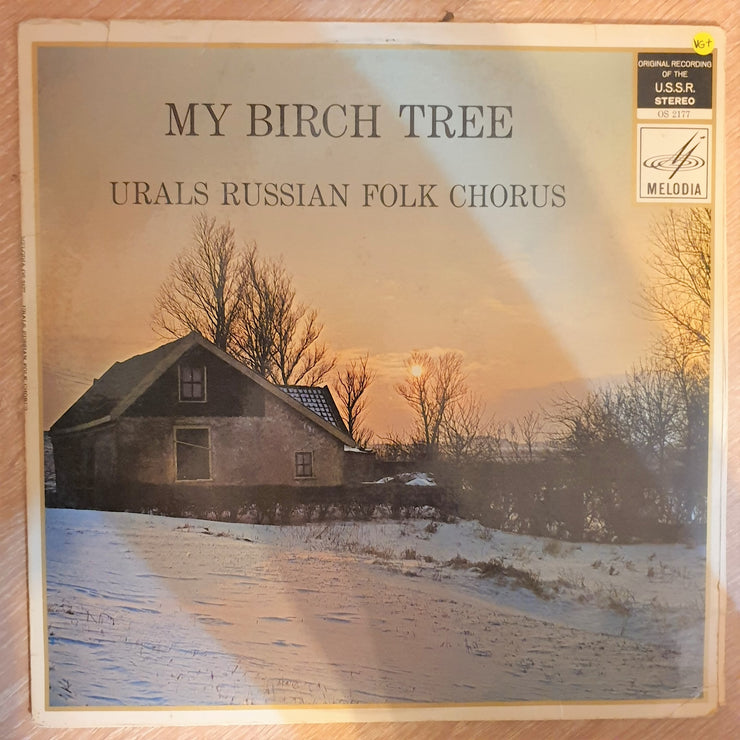 VG+
ORIGINAL RECORDING
OF THE
U.S.S.R.
STEREO
OS 2177
MELODIA
MY BIRCH TREE
URALS RUSSIAN FOLK CHORUS